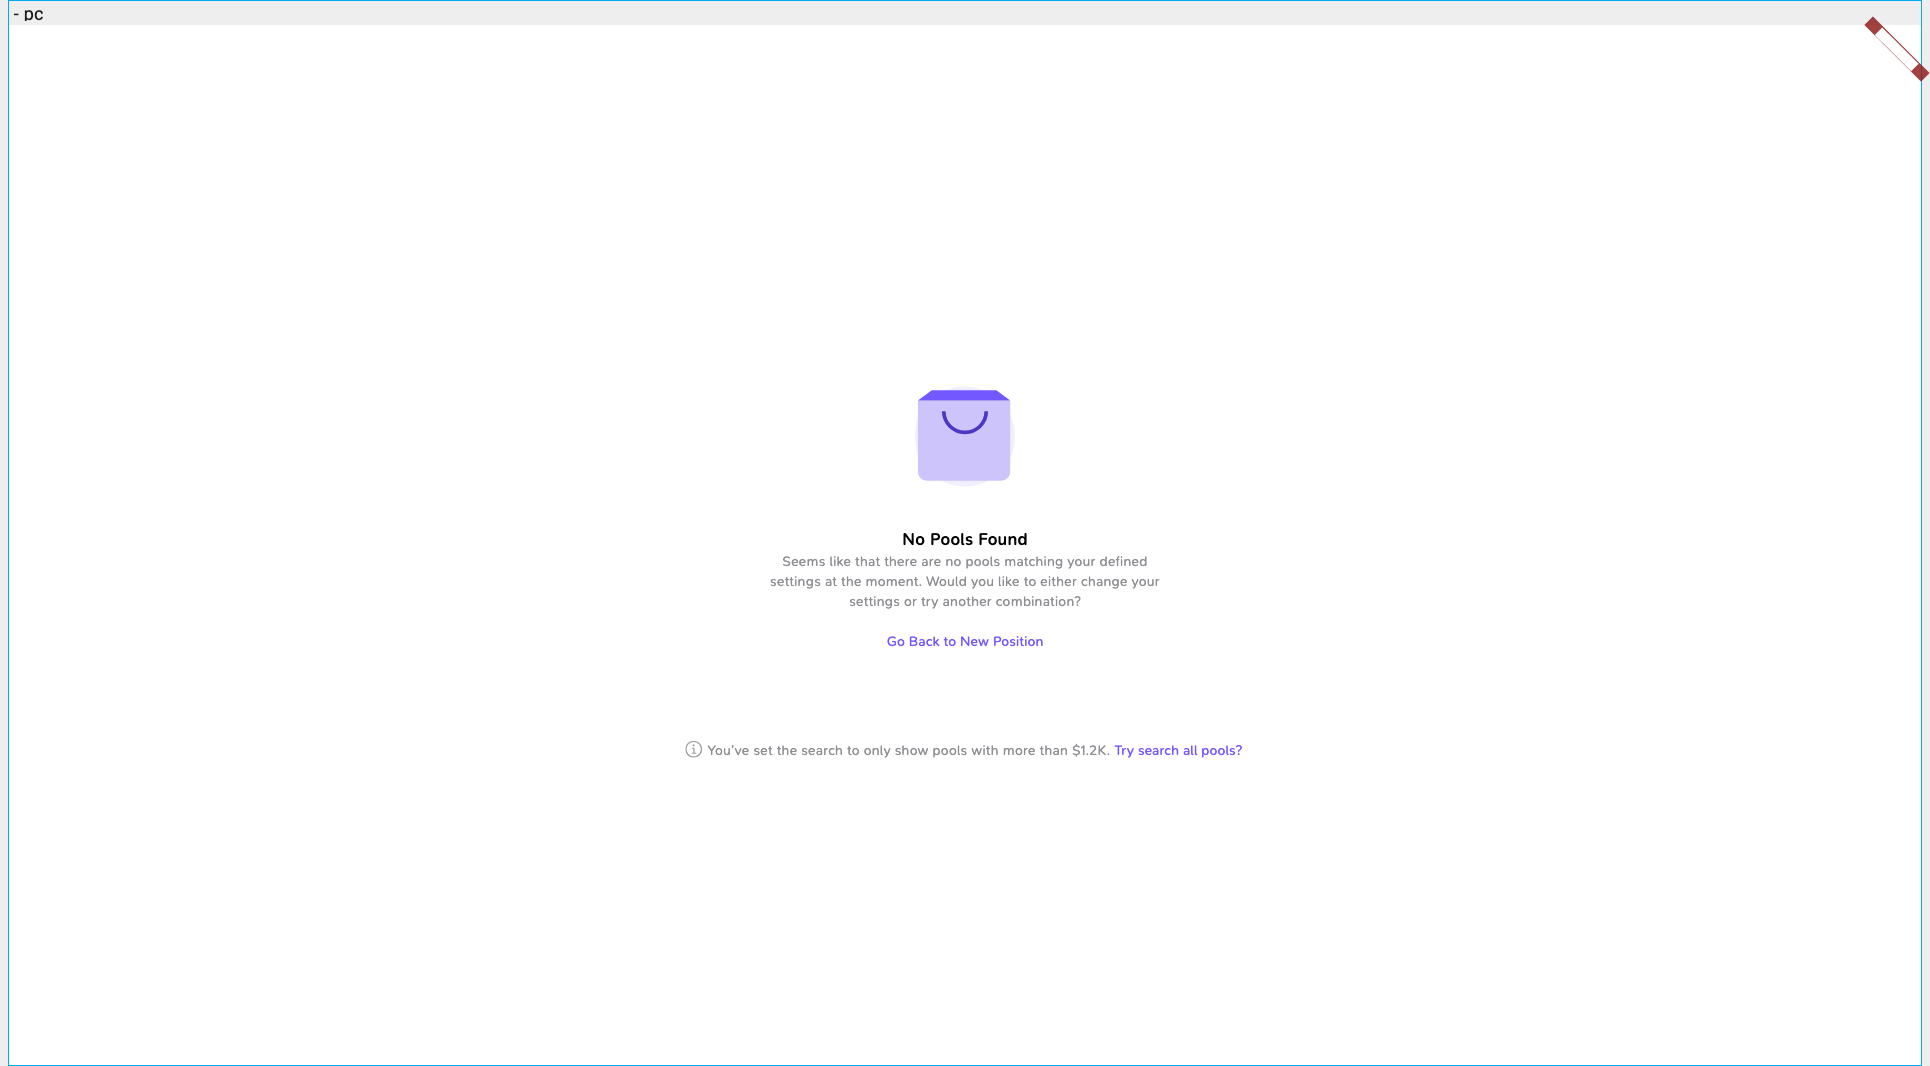 - pc
No Pools Found
Seems like that there are no pools matching your defined
settings at the moment. Would you like to either change your
settings or try another combination?
Go Back to New Position
You've set the search to only show pools with more than $1.2K. Try search all pools?